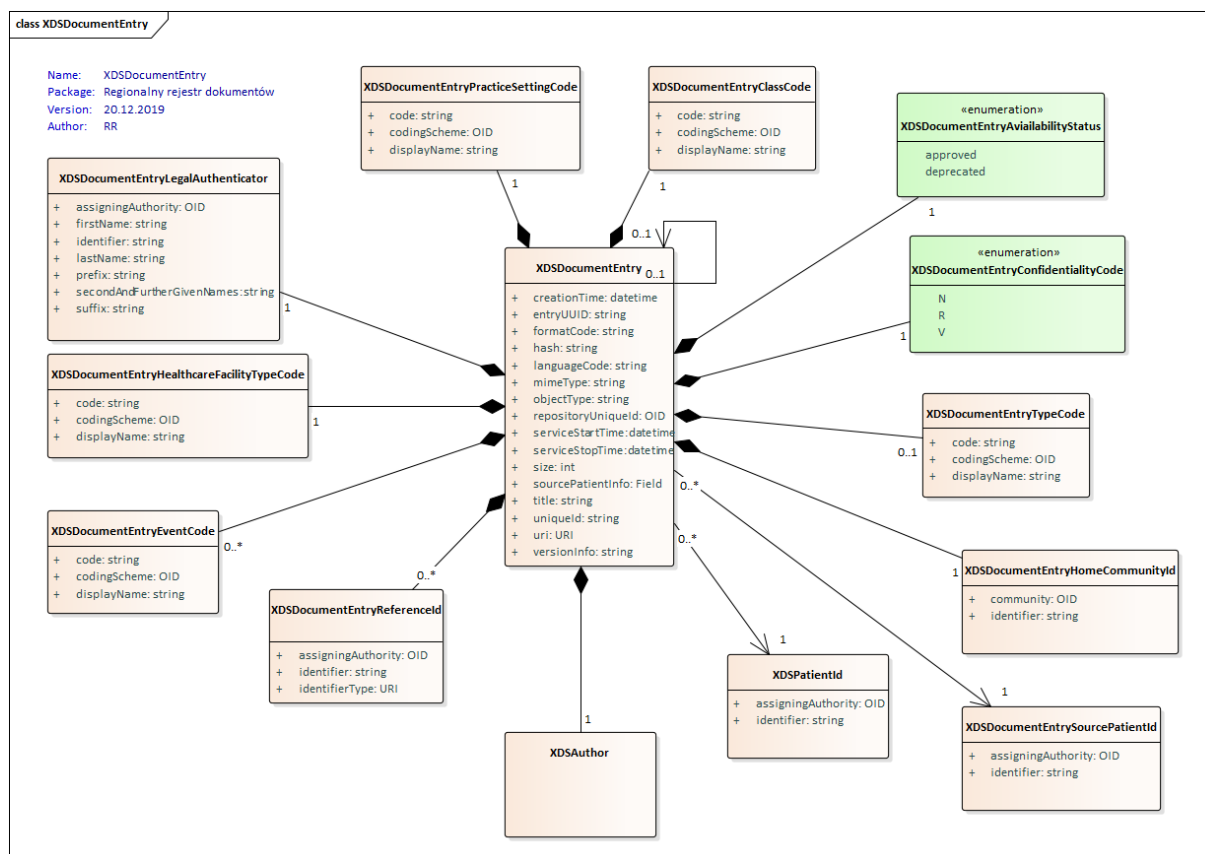 class XDSDocumentEntry
Name: XDSDocumentEntry
Package: Regionalny rejestr dokumentów
Version: 20.12.2019
Author: RR
XDSDocumentEntryPracticeSettingCode
+ code: string
+ codingScheme: OID
+ displayName: string
1
XDSDocumentEntryClassCode
+ code: string
+ codingScheme: OID
+ displayName: string
1
«enumeration»
XDSDocumentEntryAviailabilityStatus
approved
deprecated
1
XDSDocumentEntryLegalAuthenticator
+ assigningAuthority: OID
+ firstName: string
+ identifier: string
+ lastName: string
+ prefix: string
+ secondAndFurtherGivenNames:string
+ suffix: string
1
0..1
0..1
XDSDocumentEntry
+ creationTime: datetime
+ entryUUID: string
+ formatCode: string
+ hash: string
+ languageCode: string
+ mimeType: string
+ objectType: string
+ repositoryUniqueId: OID
+ serviceStartTime:datetime
+ serviceStopTime:datetime
+ size: int
+ sourcePatientInfo: Field
+ title: string
+ uniqueId: string
+ uri: URI
+ versionInfo: string
«enumeration»
XDSDocumentEntryConfidentialityCode
N
R
V
1
XDSDocumentEntryHealthcareFacilityTypeCode
+ code: string
+ codingScheme: OID
+ displayName: string
1
XDSDocumentEntryTypeCode
+ code: string
+ codingScheme: OID
+ displayName: string
0..1
XDSDocumentEntryEventCode
+ code: string
+ codingScheme: OID
+ displayName: string
0..*
XDSDocumentEntryReferenceId
+ assigningAuthority: OID
+ identifier: string
+ identifierType: URI
0..*
0..*
0..*
XDSDocumentEntryHomeCommunityId
+ community: OID
+ identifier: string
1
XDSPatientId
+ assigningAuthority: OID
+ identifier: string
1
XDSDocumentEntrySourcePatientId
+ assigningAuthority: OID
+ identifier: string
1
XDSAuthor
1